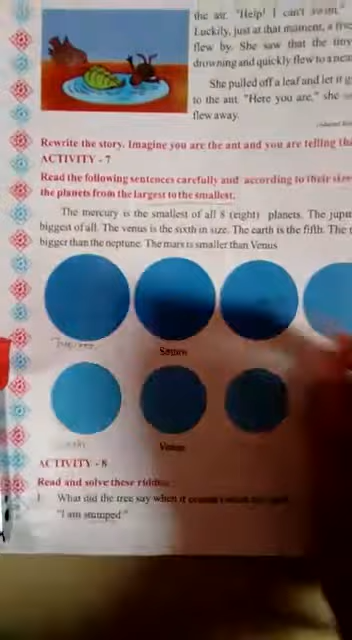 the ant. "Help! I can't swim,"
Luckily, just at that moment, a
flew by. She saw that the tiny
drowning and quickly flew to a
She pulled off a leaf and let it
to the ant. "Here you are," she
flew away.
Rewrite the story. Imagine you are the ant and you are telling
ACTIVITY - 7
Read the following sentences carefully and according to their size
the planets from the largest to the smallest.
The mercury is the smallest of all 8 (eight) planets. The
biggest of all. The venus is the sixth in size. The earth is the fifth. The
bigger than the neptune. The mars is smaller than Venus
Saturn
Venus
ACTIVITY - 8
Read and solve these riddles
1. What did the tree say when it
"I am stumped."